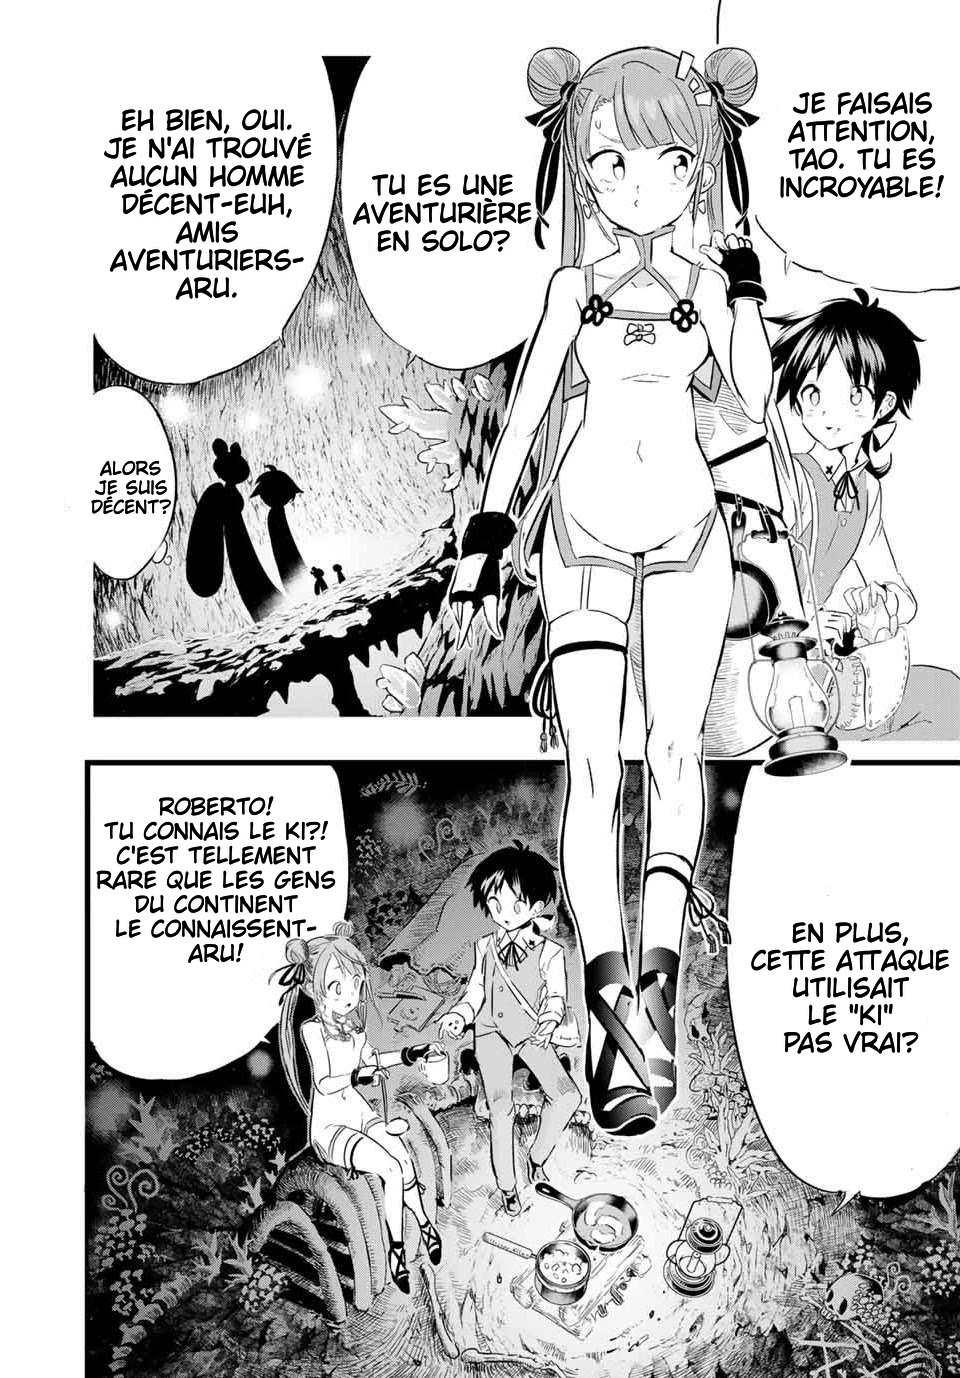 JE FAISAIS
ATTENTION,
TAO. TU ES
INCROYABLE!
TU ES UNE
AVENTURIÈRE
EN SOLO?
EH BIEN, OUI.
JE N'AI TROUVÉ
AUCUN HOMME
DÉCENT-EUH,
AMIS
AVENTURIERS-
ARU.
ALORS
JE SUIS
DÉCENT?
EN PLUS,
CETTE ATTAQUE
UTILISAIT
LE "KI"
PAS VRAI?
ROBERTO!
TU CONNAIS LE KI?!
C'EST TELLEMENT
RARE QUE LES GENS
DU CONTINENT
LE CONNAISSENT-
ARU!